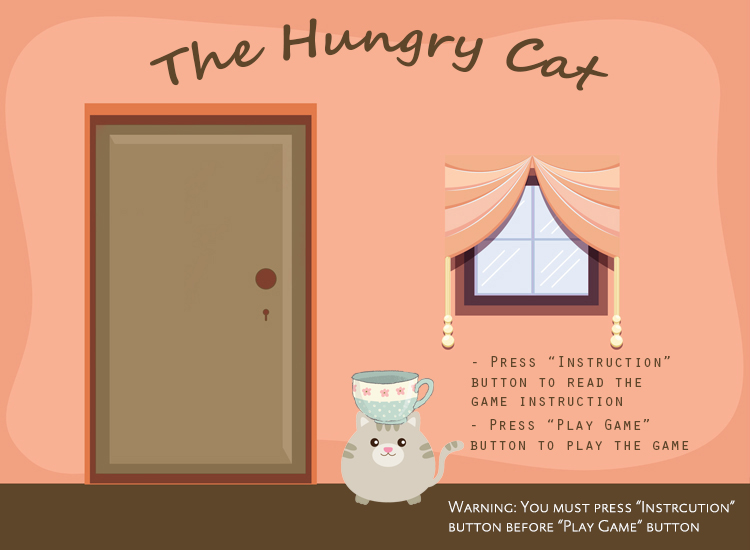 The Hungry Cat
- Press “Instruction”
button to read the
game instruction
- Press “Play Game”
button to play the game
Warning: You must press “Instrcution”
button before “Play Game” button